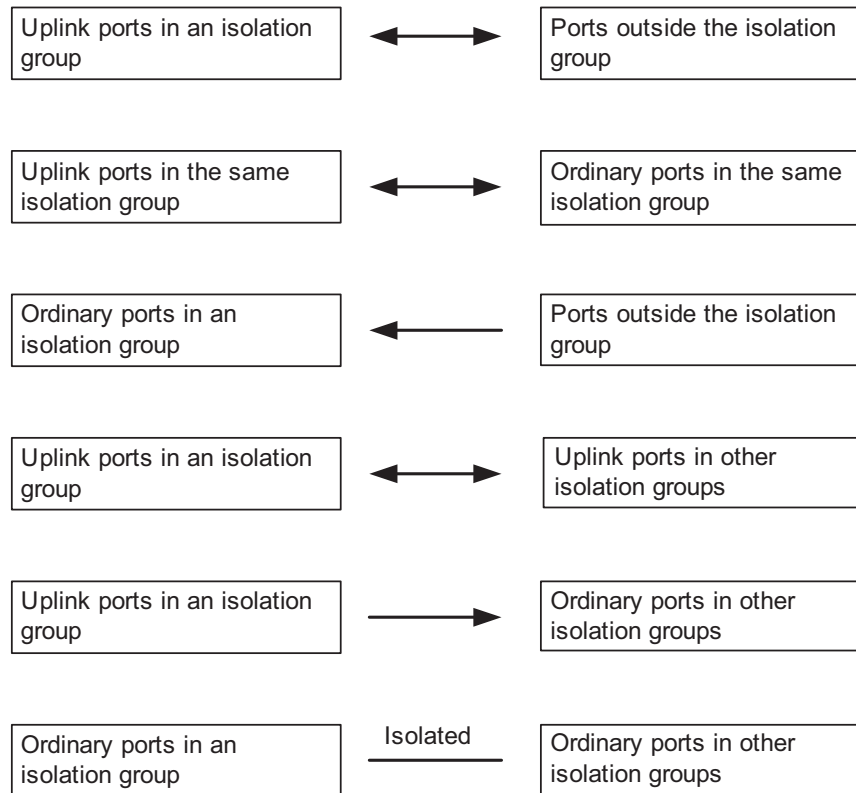 Uplink ports in an isolation
group
Ports outside the isolation
group
Uplink ports in the same
isolation group
Ordinary ports in the same
isolation group
Ordinary ports in an
isolation group
Ports outside the isolation
group
Uplink ports in an isolation
group
Uplink ports in other
isolation groups
Uplink ports in an isolation
group
Ordinary ports in other
isolation groups
Ordinary ports in an
isolation group
Isolated
Ordinary ports in other
isolation groups